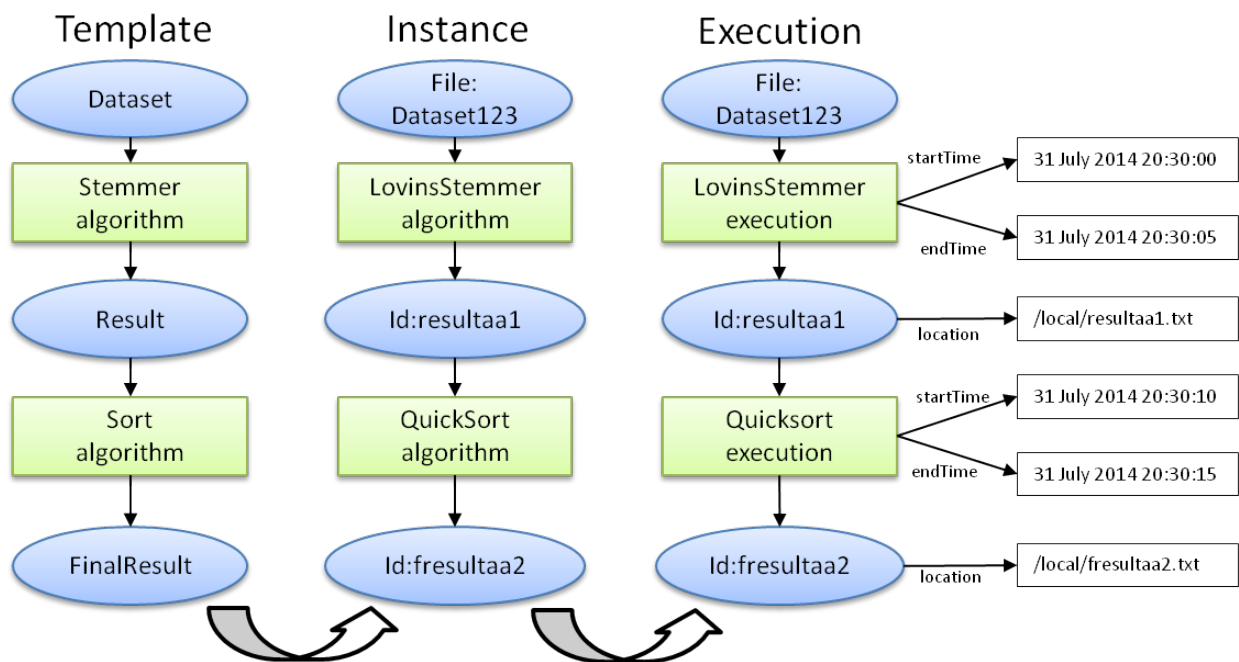 Template
Instance
Execution
Dataset
File:
Dataset123
File:
Dataset123
Stemmer
algorithm
LovinsStemmer
algorithm
LovinsStemmer
execution
startTime
31 July 2014 20:30:00
endTime
31 July 2014 20:30:05
Result
Id:resultaa1
Id:resultaa1
location
/local/resultaa1.txt
Sort
algorithm
QuickSort
algorithm
Quicksort
execution
startTime
31 July 2014 20:30:10
endTime
31 July 2014 20:30:15
FinalResult
Id:fresultaa2
Id:fresultaa2
location
/local/fresultaa2.txt